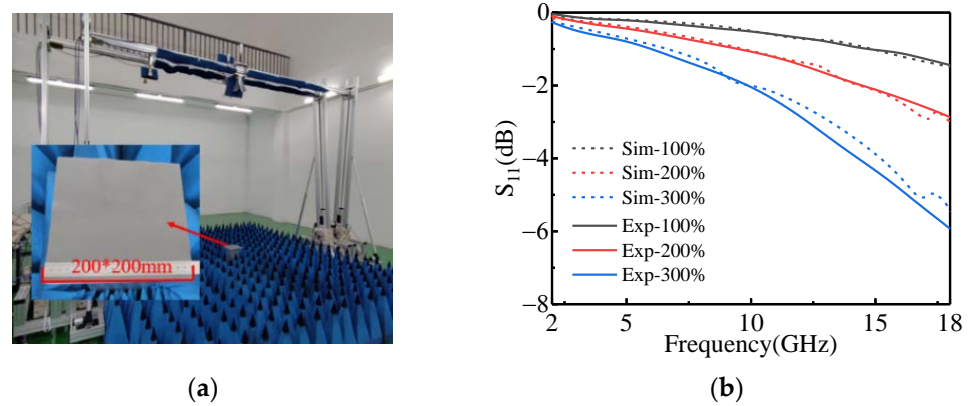 200*200mm
(a)
S11(dB)
0
−2
−4
−6
−8
Sim-100%
Sim-200%
Sim-300%
Exp-100%
Exp-200%
Exp-300%
2 5 10 15 18
Frequency(GHz)
(b)